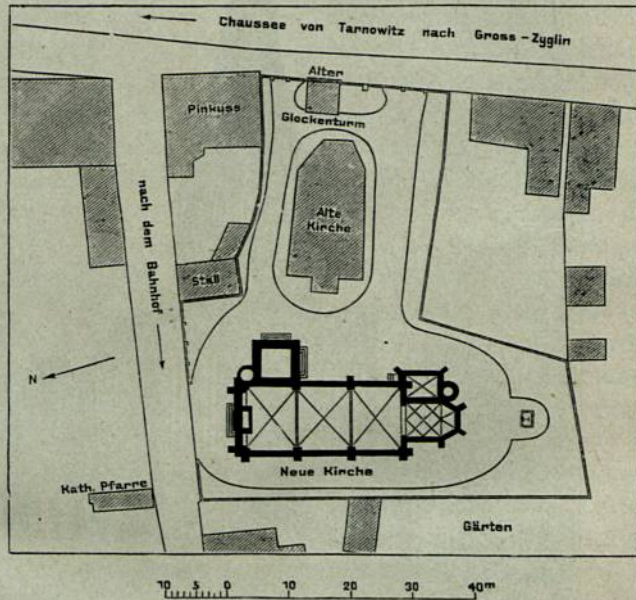 Chaussee von Tarnowitz nach Gross-Zyglin
Alter
Pinkuss
Glockenturm
nach dem Bahnhof
Alte
Kirche
Stall
N
Neue Kirche
Kath. Pfarre
Gärten
10 5 0 10 20 30 40m